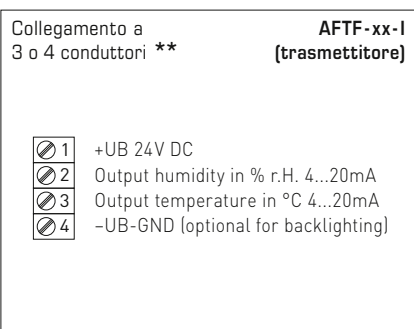 Collegamento a AFTF-xx-I
3 o 4 conduttori ** (trasmettitore)
1 +UB 24V DC
2 Output humidity in % r.H. 4...20mA
3 Output temperature in °C 4...20mA
4 –UB-GND (optional for backlighting)